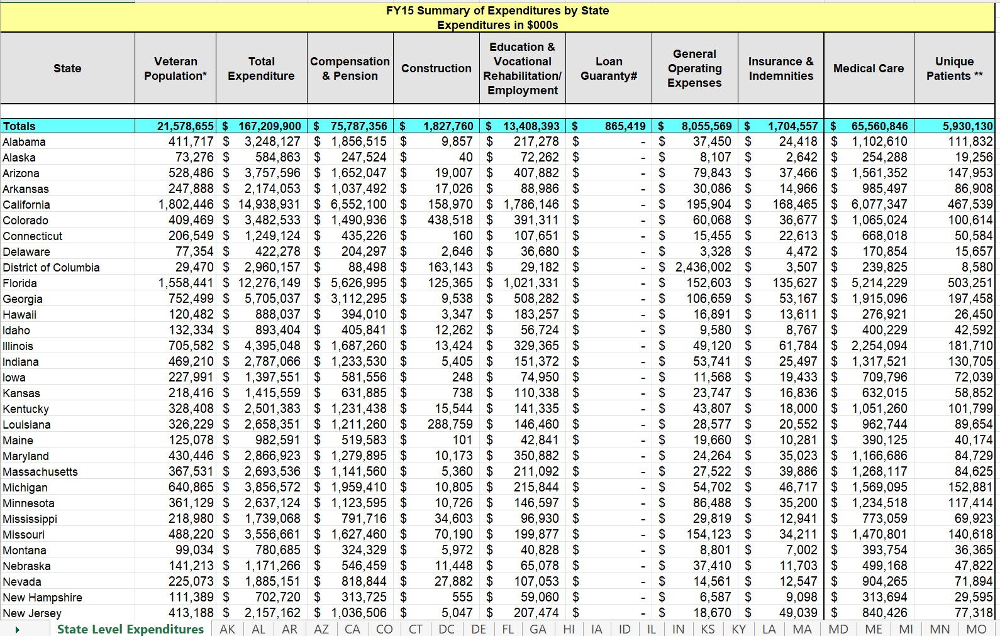 FY15 Summary of Expenditures by State
Expenditures in $000s
State Veteran Population* Total Expenditure Compensation & Pension Construction Education & Vocational Rehabilitation/ Employment Loan Guaranty# General Operating Expenses Insurance & Indemnities Medical Care Unique Patients **
Totals 21,578,655 $ 167,209,900 $ 75,787,356 $ 1,827,760 $ 13,408,393 $ 865,419 $ 8,055,569 $ 1,704,557 $ 65,560,846 5,930,130
Alabama 411,717 $ 3,248,127 $ 1,856,515 $ 9,857 $ 217,278 $ - $ 37,450 $ 24,418 $ 1,102,610 111,832
Alaska 73,276 $ 584,863 $ 247,524 $ 40 $ 72,262 $ - $ 8,107 $ 2,642 $ 254,288 19,256
Arizona 528,486 $ 3,757,596 $ 1,652,047 $ 19,007 $ 407,882 $ - $ 79,843 $ 37,466 $ 1,561,352 147,953
Arkansas 247,888 $ 2,174,053 $ 1,037,492 $ 17,026 $ 88,986 $ - $ 30,086 $ 14,966 $ 985,497 86,908
California 1,802,446 $ 14,938,931 $ 6,552,100 $ 158,970 $ 1,786,146 $ - $ 195,904 $ 168,465 $ 6,077,347 467,539
Colorado 409,469 $ 3,482,533 $ 1,490,936 $ 438,518 $ 391,311 $ - $ 60,068 $ 36,677 $ 1,065,024 100,614
Connecticut 206,549 $ 1,249,124 $ 435,226 $ 160 $ 107,651 $ - $ 15,455 $ 22,613 $ 668,018 50,584
Delaware 77,354 $ 422,278 $ 204,297 $ 2,646 $ 36,680 $ - $ 3,328 $ 4,472 $ 170,854 15,657
District of Columbia 29,470 $ 2,960,157 $ 88,498 $ 163,143 $ 29,182 $ - $ 2,436,002 $ 3,507 $ 239,825 8,580
Florida 1,558,441 $ 12,276,149 $ 5,626,995 $ 125,365 $ 1,021,331 $ - $ 152,603 $ 135,627 $ 5,214,229 503,251
Georgia 752,499 $ 5,705,037 $ 3,112,295 $ 9,538 $ 508,282 $ - $ 106,659 $ 53,167 $ 1,915,096 197,458
Hawaii 120,482 $ 888,037 $ 394,010 $ 3,347 $ 183,257 $ - $ 16,891 $ 13,611 $ 276,921 26,450
Idaho 132,334 $ 893,404 $ 405,841 $ 12,262 $ 56,724 $ - $ 9,580 $ 8,767 $ 400,229 42,592
Illinois 705,582 $ 4,395,048 $ 1,687,260 $ 13,424 $ 329,365 $ - $ 49,120 $ 61,784 $ 2,254,094 181,710
Indiana 469,210 $ 2,787,066 $ 1,233,530 $ 5,405 $ 151,372 $ - $ 53,741 $ 25,497 $ 1,317,521 130,705
Iowa 227,991 $ 1,397,551 $ 581,556 $ 248 $ 74,950 $ - $ 11,568 $ 19,433 $ 709,796 72,039
Kansas 218,416 $ 1,415,559 $ 631,885 $ 738 $ 110,338 $ - $ 23,747 $ 16,836 $ 632,015 58,852
Kentucky 328,408 $ 2,501,383 $ 1,231,438 $ 15,544 $ 141,335 $ - $ 43,807 $ 18,000 $ 1,051,260 101,799
Louisiana 326,229 $ 2,658,351 $ 1,211,260 $ 288,759 $ 146,460 $ - $ 28,577 $ 20,552 $ 962,744 89,654
Maine 125,078 $ 982,591 $ 519,583 $ 101 $ 42,841 $ - $ 19,660 $ 10,281 $ 390,125 40,174
Maryland 430,446 $ 2,866,923 $ 1,279,895 $ 10,173 $ 350,882 $ - $ 24,264 $ 35,023 $ 1,166,686 84,729
Massachusetts 367,531 $ 2,693,536 $ 1,141,560 $ 5,360 $ 211,092 $ - $ 27,522 $ 39,886 $ 1,268,117 84,625
Michigan 640,865 $ 3,856,572 $ 1,959,410 $ 10,805 $ 215,844 $ - $ 54,702 $ 46,717 $ 1,569,095 152,881
Minnesota 361,129 $ 2,637,124 $ 1,123,595 $ 10,726 $ 146,597 $ - $ 86,488 $ 35,200 $ 1,234,518 117,414
Mississippi 218,980 $ 1,739,068 $ 791,716 $ 34,603 $ 96,930 $ - $ 29,819 $ 12,941 $ 773,059 69,923
Missouri 488,220 $ 3,556,661 $ 1,627,460 $ 70,190 $ 199,877 $ - $ 154,123 $ 34,211 $ 1,470,801 140,618
Montana 99,034 $ 780,685 $ 324,329 $ 5,972 $ 40,828 $ - $ 8,801 $ 7,002 $ 393,754 36,365
Nebraska 141,213 $ 1,171,266 $ 546,459 $ 11,448 $ 65,078 $ - $ 37,410 $ 11,703 $ 499,168 47,822
Nevada 225,073 $ 1,885,151 $ 818,844 $ 27,882 $ 107,053 $ - $ 14,561 $ 12,547 $ 904,265 71,894
New Hampshire 111,389 $ 702,720 $ 313,725 $ 555 $ 59,060 $ - $ 6,587 $ 9,098 $ 313,694 29,595
New Jersey 413,188 $ 2,157,162 $ 1,036,506 $ 5,047 $ 207,474 $ - $ 18,670 $ 49,039 $ 840,426 77,318
State Level Expenditures AK AL AR AZ CA CO CT DC DE FL GA HI IA ID IL IN KS KY LA MA MD ME MI MN MO